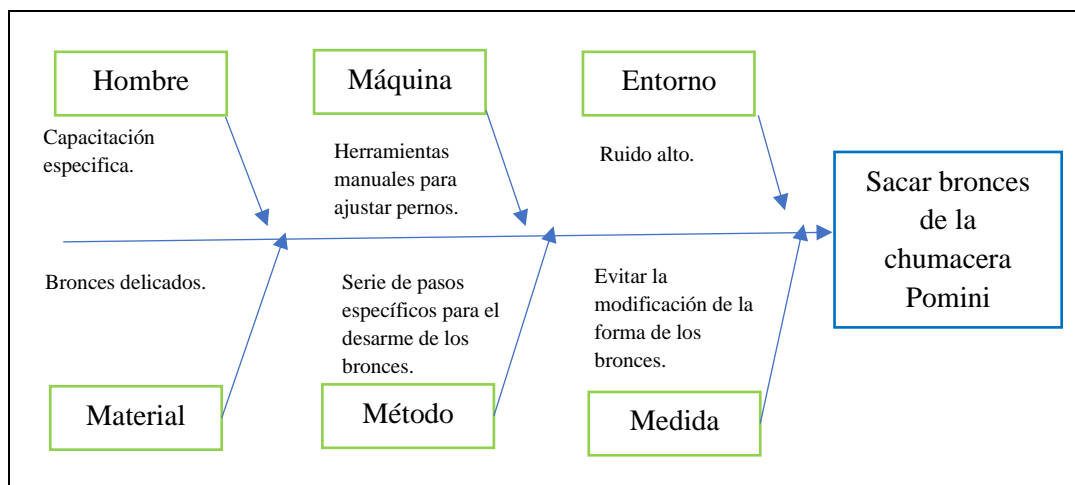 Hombre
Máquina
Entorno
Capacitación
especifica.
Herramientas
manuales para
ajustar pernos.
Ruido alto.
Sacar bronces
de la
chumacera
Pomini
Bronces delicados.
Serie de pasos
específicos para el
desarme de los
bronces.
Evitar la
modificación de la
forma de los
bronces.
Material
Método
Medida